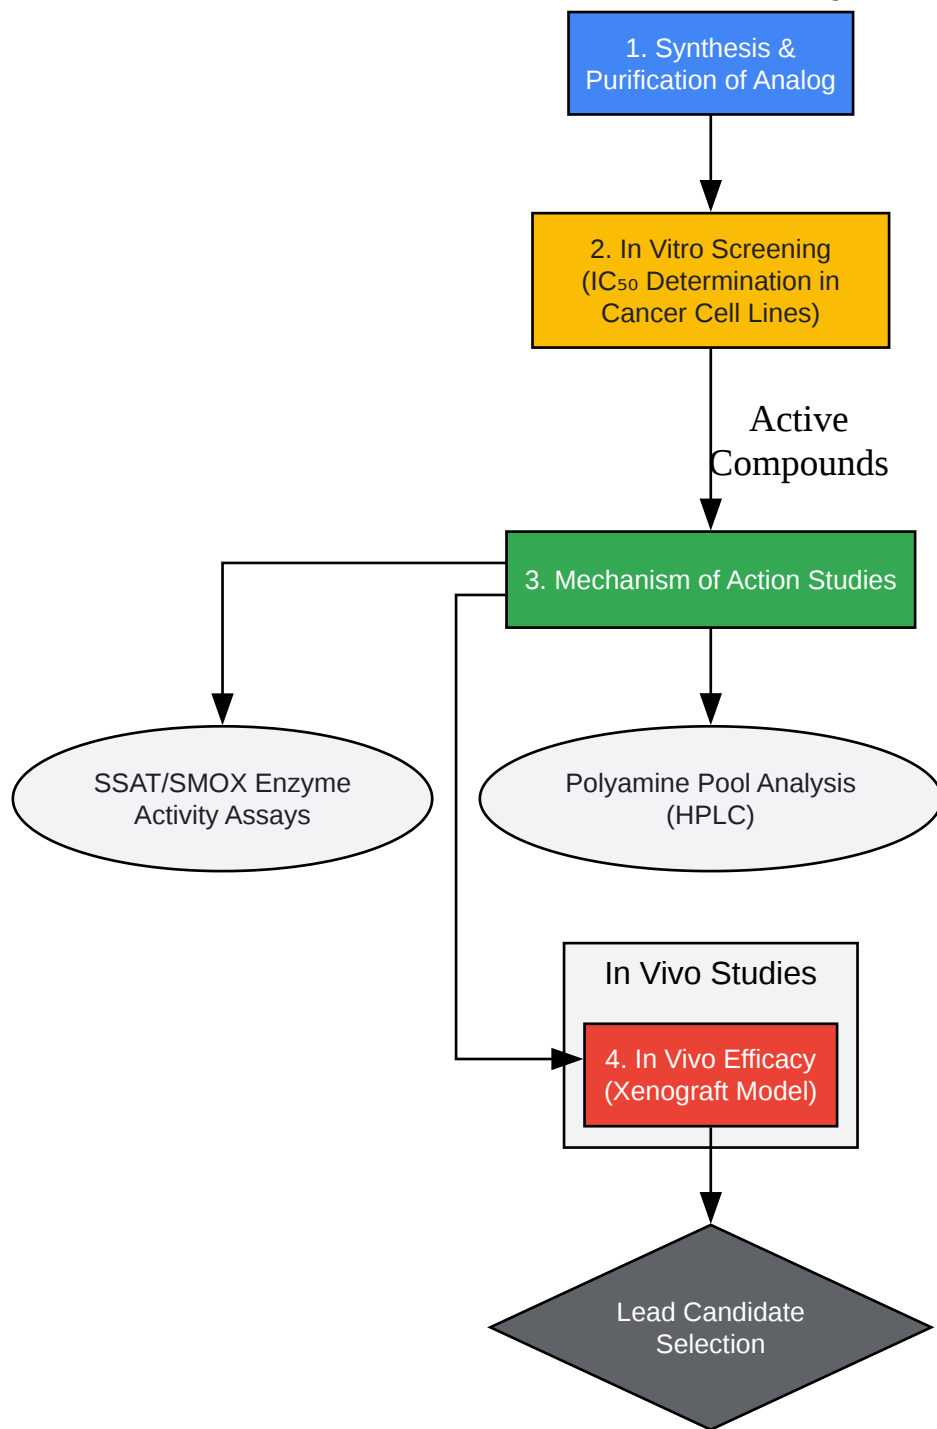 1. Synthesis &
Purification of Analog
2. In Vitro Screening
(IC₅₀ Determination in
Cancer Cell Lines)
Active
Compounds
3. Mechanism of Action Studies
SSAT/SMOX Enzyme
Activity Assays
Polyamine Pool Analysis
(HPLC)
In Vivo Studies
4. In Vivo Efficacy
(Xenograft Model)
Lead Candidate
Selection